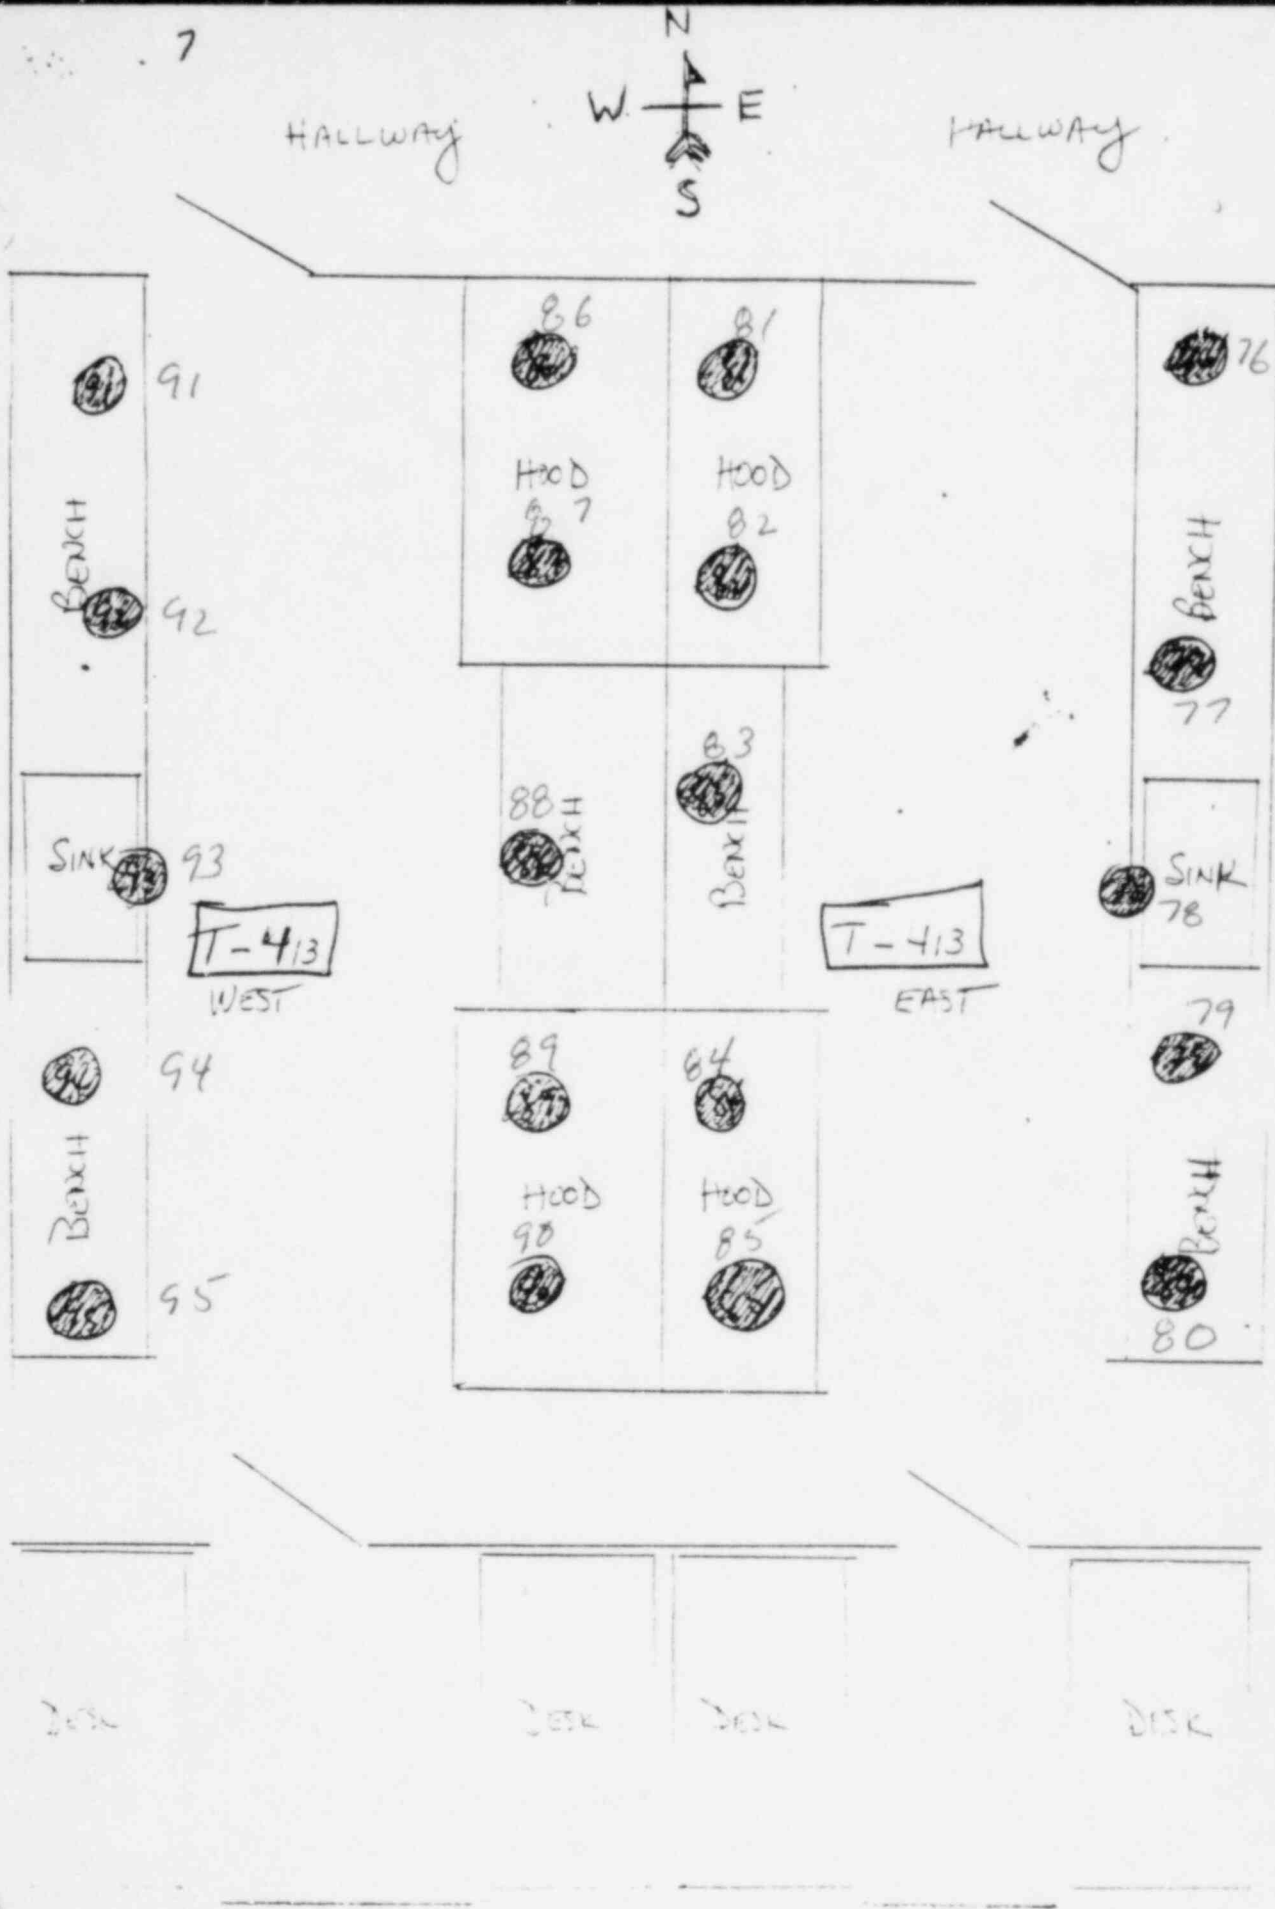 7
N
W E
S
HALLWAY HALLWAY
86 81
76
91
HOOD HOOD
87 82
BENCH
BENCH
92
77
83
88
BENCH
BENCH
SINK 93
SINK
78
T-413 T-413
WEST EAST
79
89 84
94
BENCH
BENCH
HOOD HOOD
90 85
95
80
DESK DESK DESK DESK